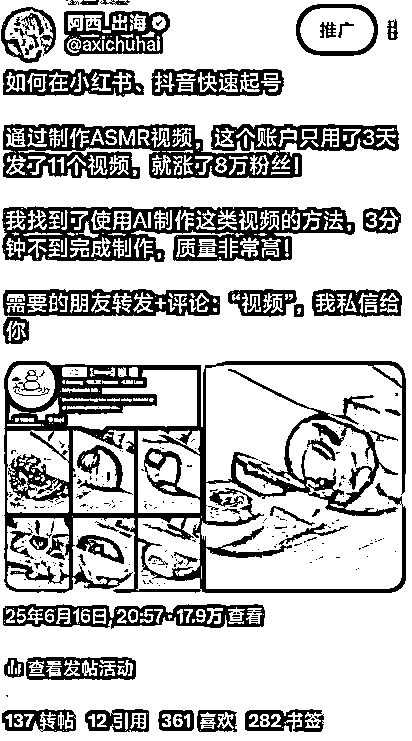 阿西_出海
@axichuhai
推广
如何在小红书、抖音快速起号
通过制作ASMR视频，这个账户只用了3天
发了11个视频，就涨了8万粉丝！
我找到了使用AI制作这类视频的方法，3分
钟不到完成制作，质量非常高！
需要的朋友转发+评论：“视频”，我私信给
你
25年6月16日, 20:57 · 17.9万 查看
查看发帖活动
137 转帖 12 引用 361 喜欢 282 书签